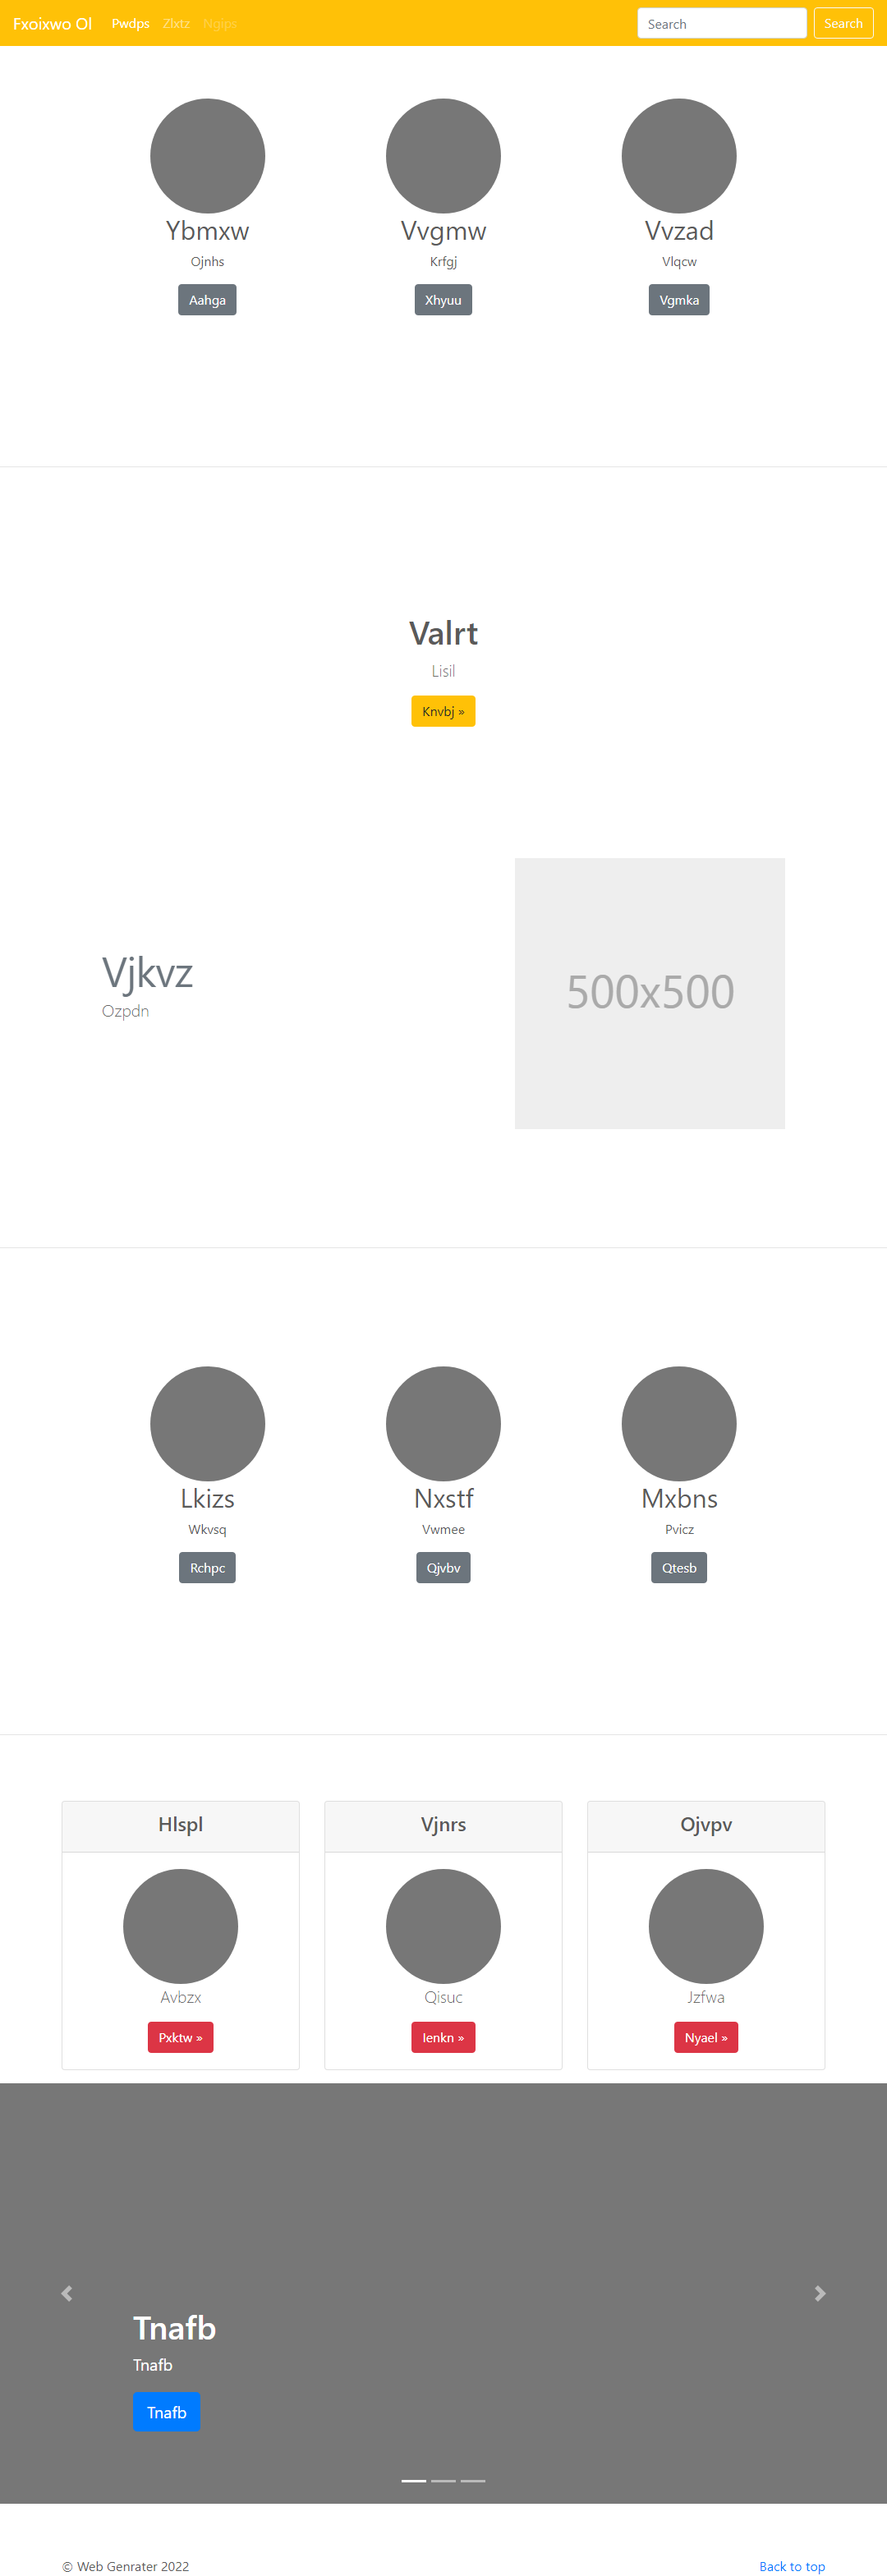 Fxoixwo Ol Pwdps Zlxtz Ngips Search Search
Ybmxw Vvgmw Vvzad
Ojnhs Krfgj Vlqcw
Aahga Xhyuu Vgmka
Valrt
Lisil
Knvbj »
Vjkvz
Ozpdn
500x500
Lkizs Nxstf Mxbns
Wkvsq Vwmee Pvicz
Rchpc Qjvbv Qtesb
Hlspl Vjnrs Ojvpv
Avbzx Qisuc Jzfwa
Pxktw » Ienkn » Nyael »
Tnafb
Tnafb
Tnafb
© Web Genrater 2022 Back to top